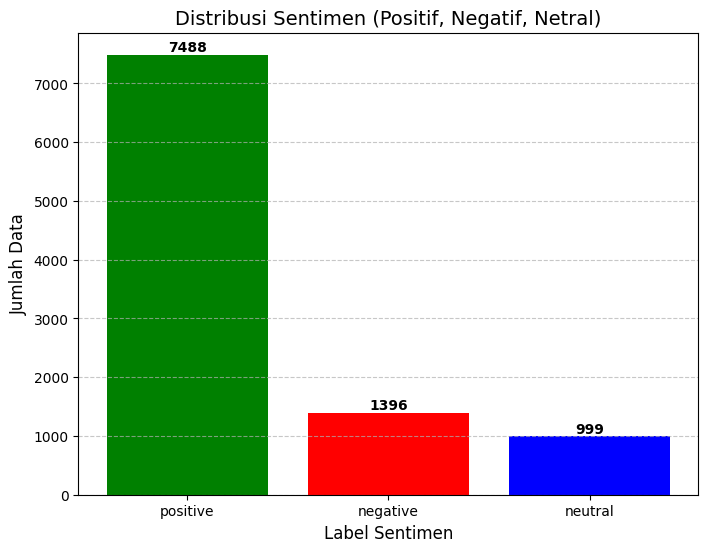 Distribusi Sentimen (Positif, Negatif, Netral)
7488
1396
999
7000
6000
5000
4000
3000
2000
1000
0
Jumlah Data
positive
negative
neutral
Label Sentimen